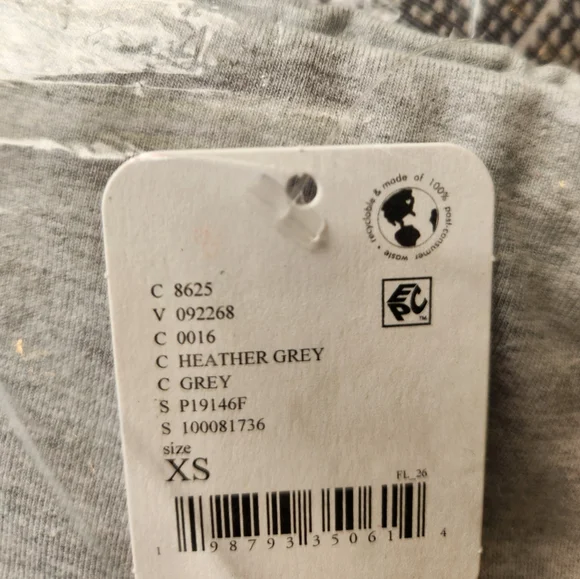 recyclable & made of 100% post-consumer waste •
EPC™
C 8625
V 092268
C 0016
C HEATHER GREY
C GREY
S P19146F
S 100081736
size
XS
FL_26
1 98793 35061 4